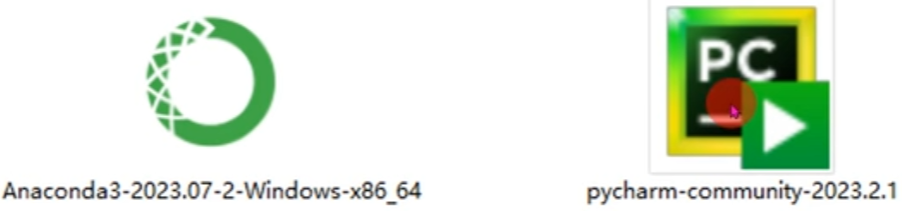 PC
Anaconda3-2023.07-2-Windows-x86_64
pycharm-community-2023.2.1